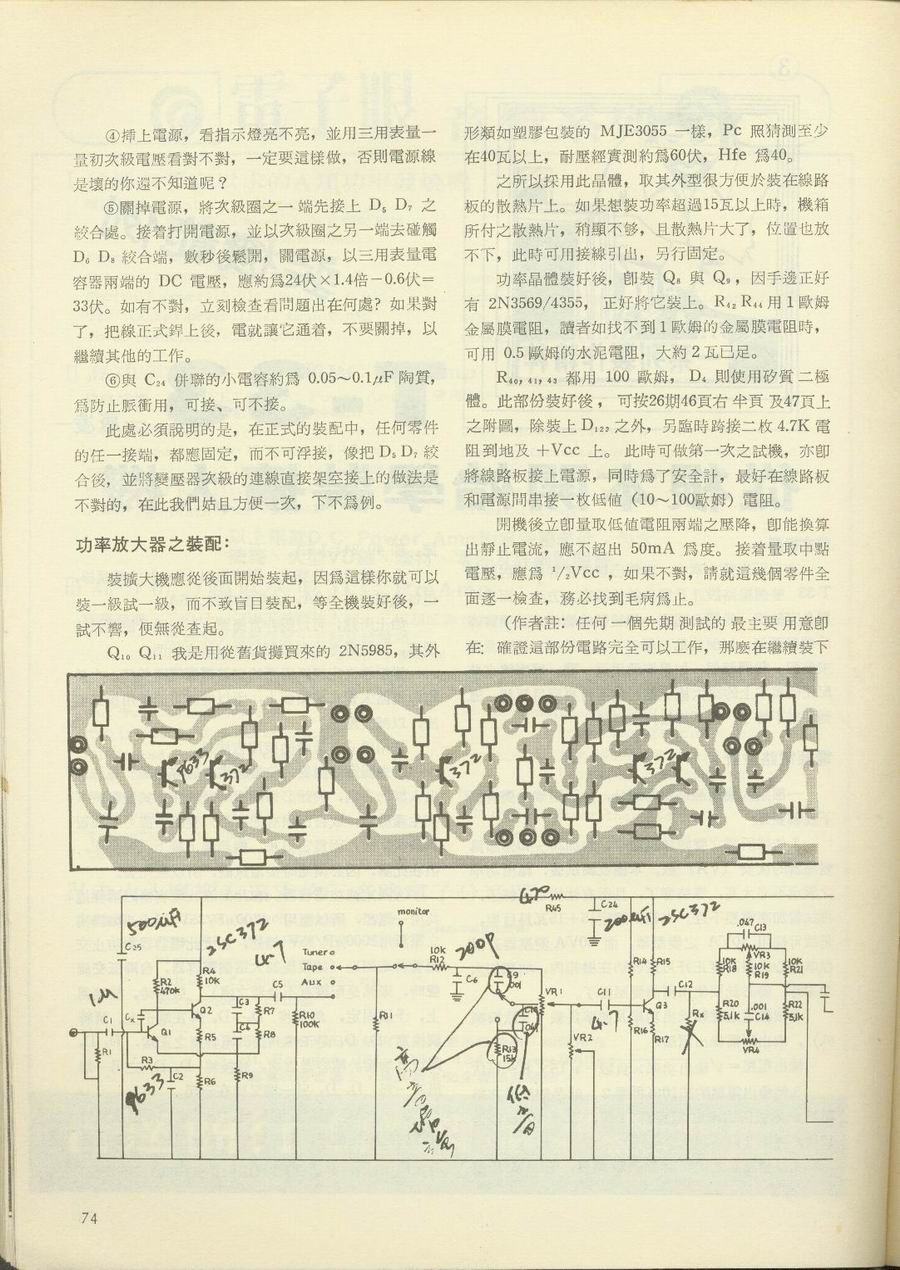 ④揷上電源，看指示燈亮不亮，並用三用表量一
量初次級電壓看對不對，一定要這樣做，否則電源線
是壞的你還不知道呢？
⑤關掉電源，將次級圈之一端先接上 D₅ D₇ 之
絞合處。接着打開電源，並以次級圈之另一端去碰觸
D₆ D₈ 絞合端，數秒後鬆開，關電源，以三用表量電
容器兩端的 DC 電壓，應約爲24伏×1.4倍－0.6伏＝
33伏。如有不對，立刻檢查看問題出在何處？如果對
了，把線正式銲上後，電就讓它通着，不要關掉，以
繼續其他的工作。
⑥與 C₂₄ 併聯的小電容約爲 0.05～0.1μF 陶質，
爲防止脈衝用，可接、可不接。
此處必須說明的是，在正式的裝配中，任何零件
的任一接端，都應固定，而不可浮接，像把 D₅ D₇ 絞
合後，並將變壓器次級的連線直接架空接上的做法是
不對的，在此我們姑且方便一次，下不爲例。
功率放大器之裝配：
裝擴大機應從後面開始裝起，因爲這樣你就可以
裝一級試一級，而不致盲目裝配，等全機裝好後，一
試不響，便無從查起。
Q₁₀ Q₁₁ 我是用從舊貨攤買來的 2N5985，其外
形類如塑膠包裝的 MJE3055 一樣，Pc 照猜測至少
在40瓦以上，耐壓經實測約爲60伏，Hfe 爲40。
之所以採用此晶體，取其外型很方便於裝在線路
板的散熱片上。如果想裝功率超過15瓦以上時，機箱
所付之散熱片，稍顯不够，且散熱片大了，位置也放
不下，此時可用接線引出，另行固定。
功率晶體裝好後，卽裝 Q₈ 與 Q₉，因手邊正好
有 2N3569/4355，正好將它裝上。R₄₂ R₄₄ 用1歐姆
金屬膜電阻，讀者如找不到1歐姆的金屬膜電阻時，
可用 0.5 歐姆的水泥電阻，大約2瓦已足。
R₄₀，₄₁，₄₃ 都用 100 歐姆， D₄ 則使用矽質二極
體。此部份裝好後，可按26期46頁右半頁及47頁上
之附圖，除裝上 D₁₂₂ 之外，另臨時跨接二枚 4.7K 電
阻到地及 ＋Vcc 上。 此時可做第一次之試機，亦卽
將線路板接上電源，同時爲了安全計，最好在線路板
和電源間串接一枚低値（10～100歐姆）電阻。
開機後立卽量取低値電阻兩端之壓降，卽能換算
出靜止電流，應不超出 50mA 爲度。 接着量取中點
電壓，應爲 ¹/₂Vcc ，如果不對，請就這幾個零件全
面逐一檢查，務必找到毛病爲止。
（作者註：任何一個先期測試的最主要用意卽
在：確證這部份電路完全可以工作，那麽在繼續裝下
9633
372
372
372
470
R45
C24
200μfi
2SC372
500μfi
2SC372
4.7
1μ
C25
R2
470k
R4
10k
Q2
Cx
C1
Q1
R1
R3
C2
9633
R5
R6
C3
C4
R7
R8
R9
C5
R10
100k
Tuner
Tape
Aux
monitor
R11
10k
R12
200P
C6
C9
.001
R13
15k
VR1
VR2
高
低
C11
4.7
R14
R15
R16
Q3
R17
C12
Rx
10K
R18
.047
C13
VR3
10K
R19
10K
R21
R20
5.1K
.001
C14
R22
5.1K
VR4
74